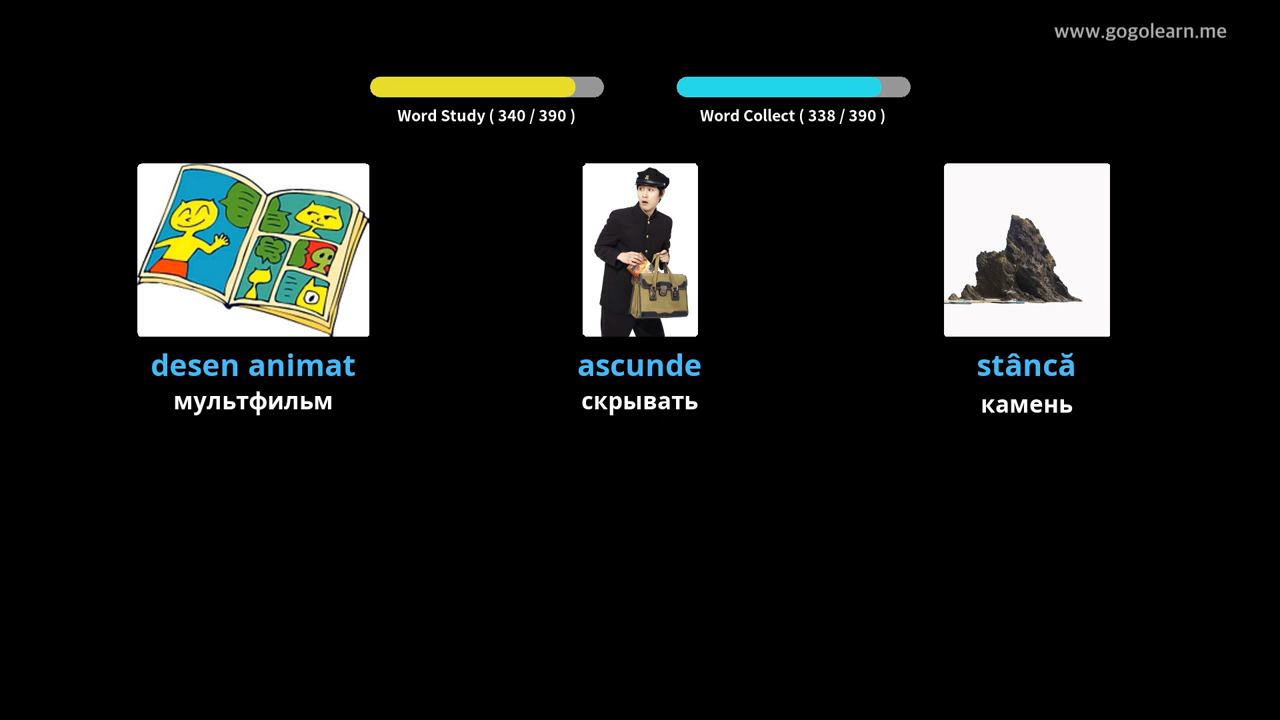 www.gogolearn.me
Word Study ( 340 / 390 )
Word Collect ( 338 / 390 )
desen animat
мультфильм
ascunde
скрывать
stâncă
камень